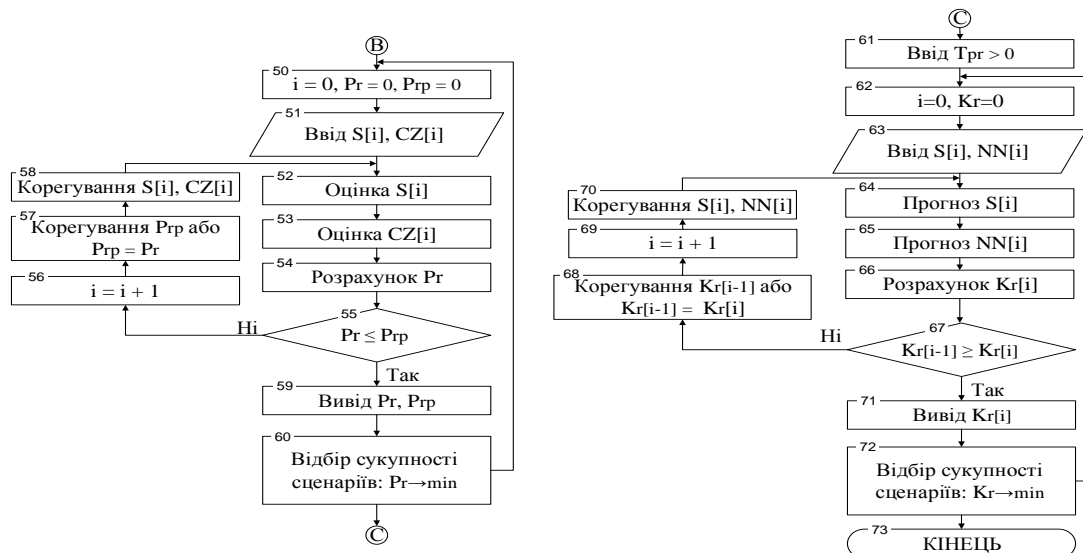 B
50
i = 0, Pr = 0, Prp = 0
51
Ввід S[i], CZ[i]
58
Корегування S[i], CZ[i]
52
Оцінка S[i]
57
Корегування Prp або
Prp = Pr
53
Оцінка CZ[i]
56
i = i + 1
54
Розрахунок Pr
55
Pr ≤ Prp
Ні
Так
59
Вивід Pr, Prp
60
Відбір сукупності
сценаріїв: Pr→min
C
C
61
Ввід Tpr > 0
62
i=0, Kr=0
63
Ввід S[i], NN[i]
70
Корегування S[i], NN[i]
64
Прогноз S[i]
69
i = i + 1
65
Прогноз NN[i]
68
Корегування Kr[i-1] або
Kr[i-1] = Kr[i]
66
Розрахунок Kr[i]
67
Kr[i-1] ≥ Kr[i]
Ні
Так
71
Вивід Kr[i]
72
Відбір сукупності
сценаріїв: Kr→min
73
КІНЕЦЬ